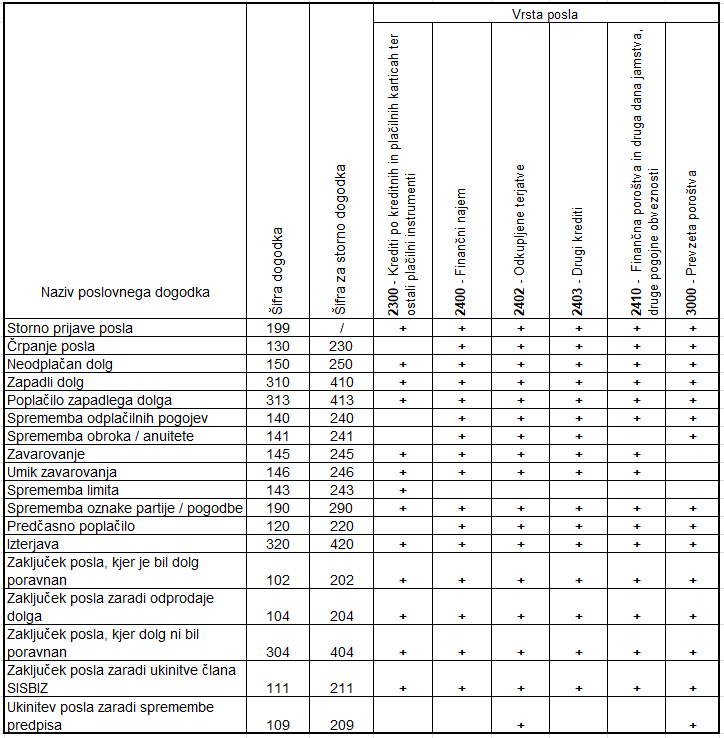 Vrsta posla
Naziv poslovnega dogodka
Šifra dogodka
Šifra za storno dogodka
2300 - Krediti po kreditnih in plačilnih karticah ter
ostali plačilni instrumenti
2400 - Finančni najem
2402 - Odkupljene terjatve
2403 - Drugi krediti
2410 - Finančna poroštva in druga dana jamstva,
druge pogojne obveznosti
3000 - Prevzeta poroštva
Storno prijave posla 199 / + + + + + +
Črpanje posla 130 230 + + + + +
Neodplačan dolg 150 250 + + + + + +
Zapadli dolg 310 410 + + + + + +
Poplačilo zapadlega dolga 313 413 + + + + + +
Sprememba odplačilnih pogojev 140 240 + + + + +
Sprememba obroka / anuitete 141 241 + + + +
Zavarovanje 145 245 + + + + +
Umik zavarovanja 146 246 + + + + +
Sprememba limita 143 243 +
Sprememba oznake partije / pogodbe 190 290 + + + + + +
Predčasno poplačilo 120 220 + + + + +
Izterjava 320 420 + + + + + +
Zaključek posla, kjer je bil dolg
poravnan 102 202 + + + + + +
Zaključek posla zaradi odprodaje
dolga 104 204 + + + + + +
Zaključek posla, kjer dolg ni bil
poravnan 304 404 + + + + + +
Zaključek posla zaradi ukinitve člana
SISBIZ 111 211 + + + + + +
Ukinitev posla zaradi spremembe
predpisa 109 209 + +